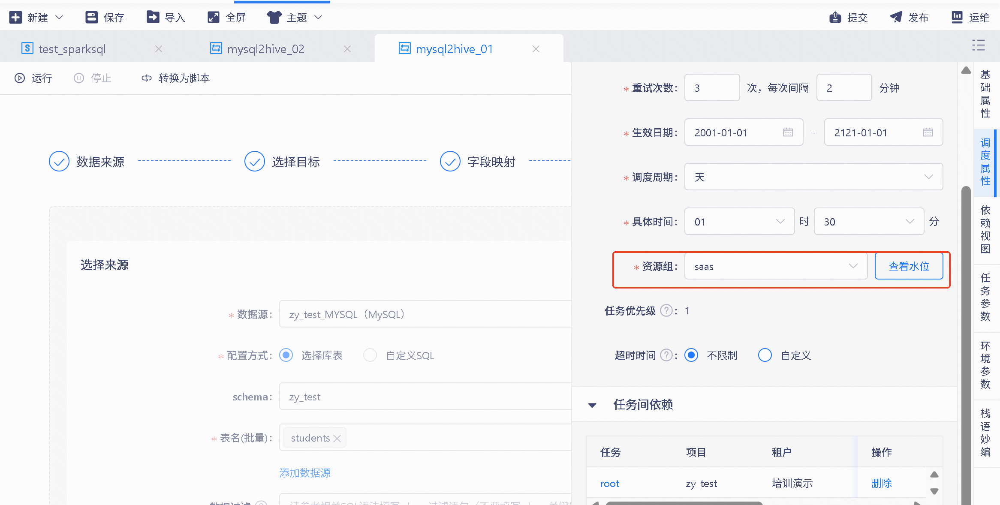 新建 保存 导入 全屏 主题 提交 发布 运维
test_sparksql mysql2hive_02 mysql2hive_01
运行 停止 转换为脚本
数据来源 选择目标 字段映射
选择来源
* 数据源： zy_test_MYSQL（MySQL）
* 配置方式： 选择库表 自定义SQL
schema： zy_test
* 表名(批量)： students
添加数据源
* 重试次数： 3 次，每次间隔 2 分钟
* 生效日期： 2001-01-01 - 2121-01-01
* 调度周期： 天
* 具体时间： 01 时 30 分
* 资源组： saas 查看水位
任务优先级 ? ： 1
超时时间 ? ： 不限制 自定义
任务间依赖
任务 项目 租户 操作
root zy_test 培训演示 删除
基础属性
调度属性
依赖视图
任务参数
环境参数
栈语妙编